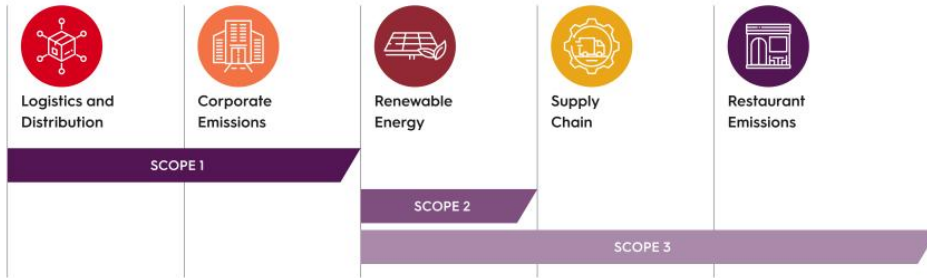 Logistics and
Distribution
Corporate
Emissions
Renewable
Energy
Supply
Chain
Restaurant
Emissions
SCOPE 1
SCOPE 2
SCOPE 3